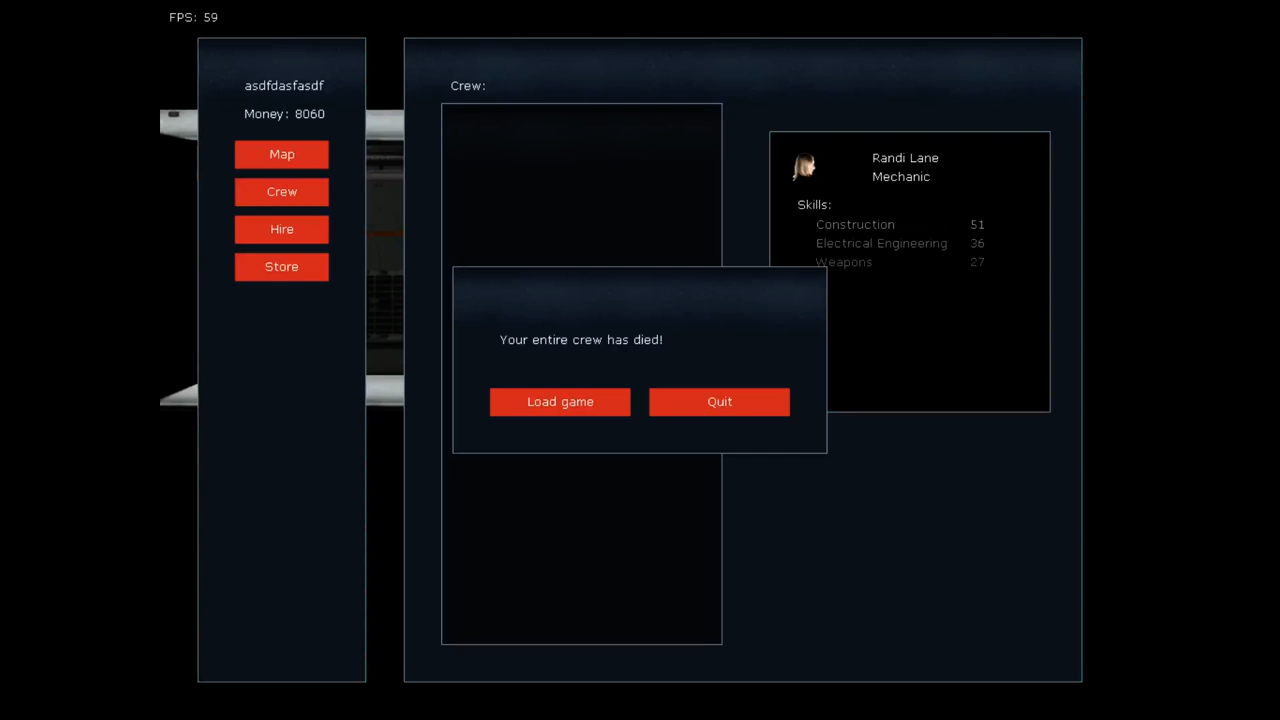 FPS: 59
asdfdasfasdf
Money: 8060
Map
Crew
Hire
Store
Crew:
Randi Lane
Mechanic
Skills:
Construction 51
Electrical Engineering 36
Weapons 27
Your entire crew has died!
Load game
Quit